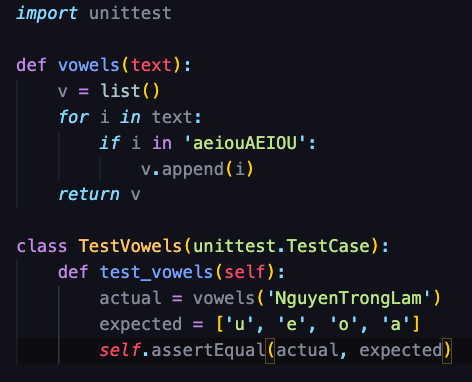 import unittest
def vowels(text):
    v = list()
    for i in text:
        if i in 'aeiouAEIOU':
            v.append(i)
    return v
class TestVowels(unittest.TestCase):
    def test_vowels(self):
        actual = vowels('NguyenTrongLam')
        expected = ['u', 'e', 'o', 'a']
        self.assertEqual(actual, expected)